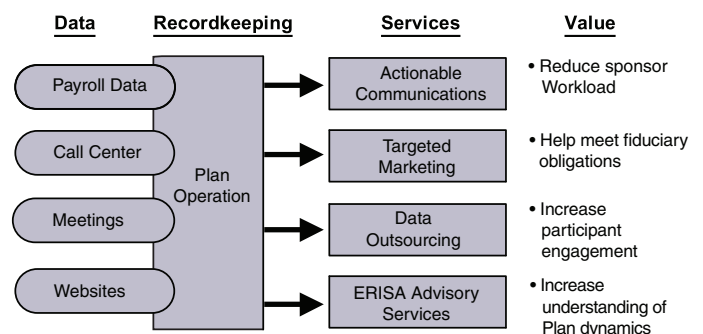 Data
Recordkeeping
Services
Value
Payroll Data
Call Center
Meetings
Websites
Plan
Operation
Actionable
Communications
Targeted
Marketing
Data
Outsourcing
ERISA Advisory
Services
• Reduce sponsor
Workload
• Help meet fiduciary
obligations
• Increase
participant
engagement
• Increase
understanding of
Plan dynamics